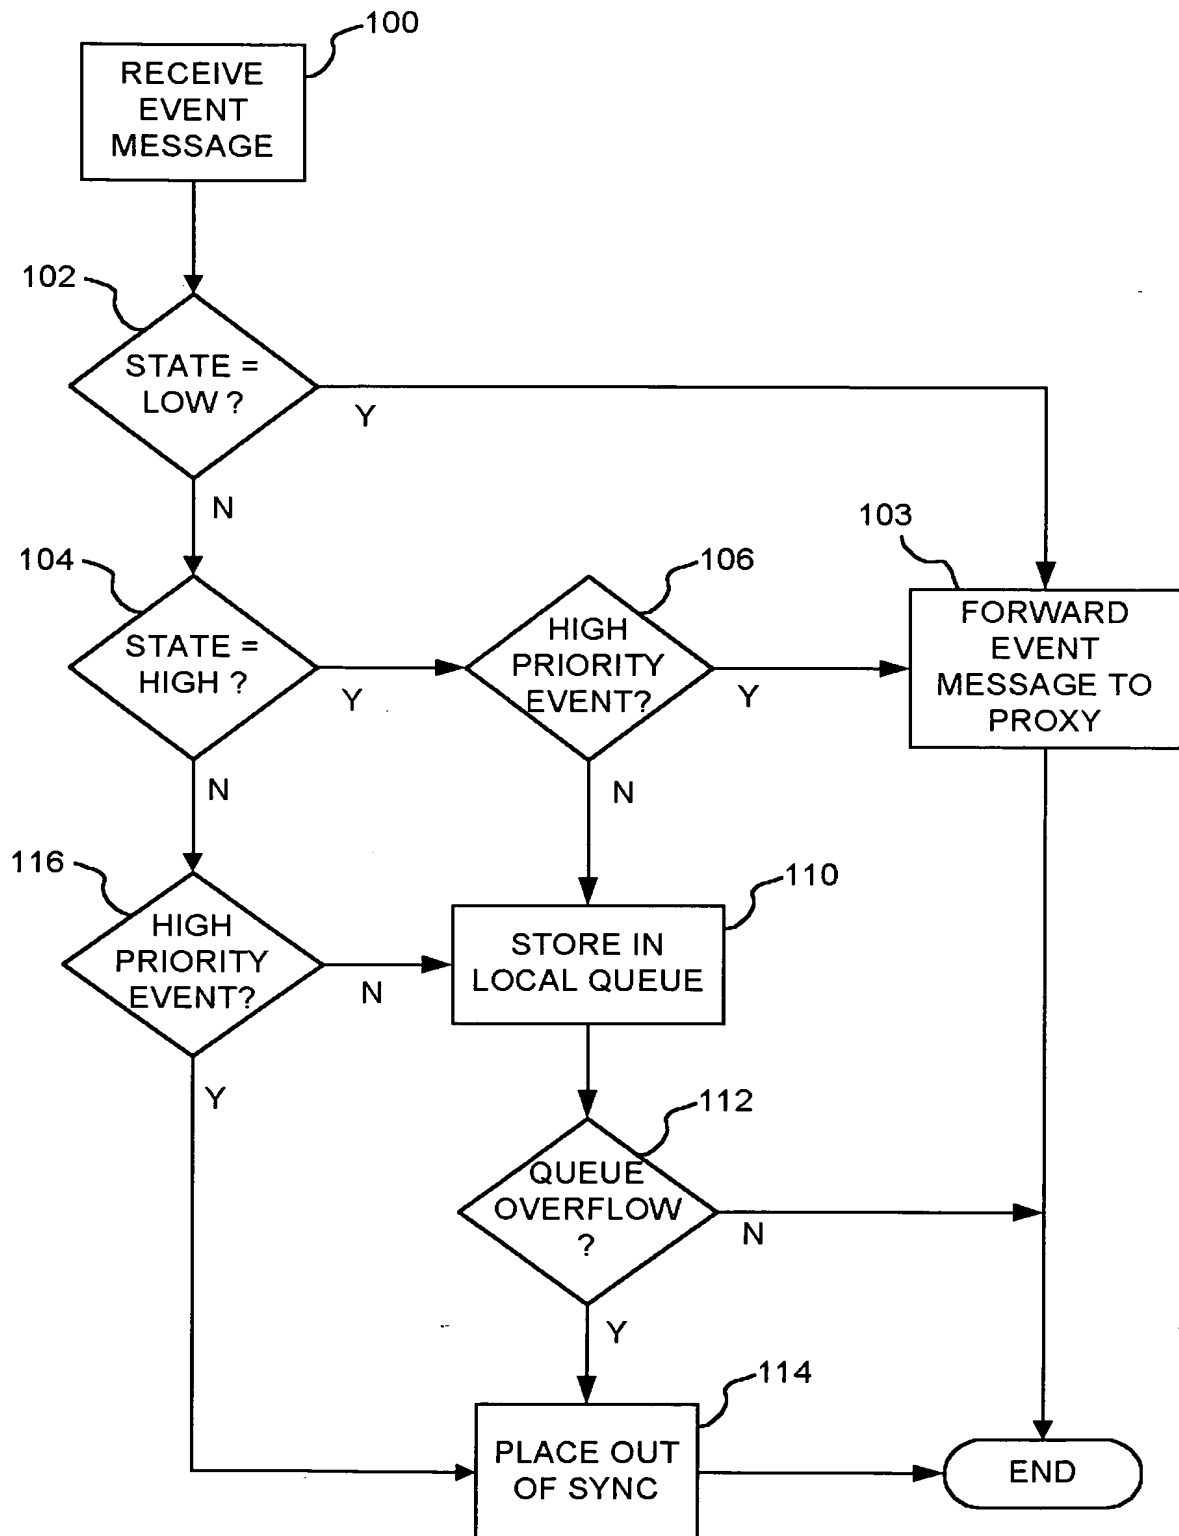 100
RECEIVE
EVENT
MESSAGE
102
STATE =
LOW ?
Y
N
103
FORWARD
EVENT
MESSAGE TO
PROXY
104
STATE =
HIGH ?
Y
N
106
HIGH
PRIORITY
EVENT?
Y
N
116
HIGH
PRIORITY
EVENT?
N
Y
110
STORE IN
LOCAL QUEUE
112
QUEUE
OVERFLOW
?
N
Y
114
PLACE OUT
OF SYNC
END